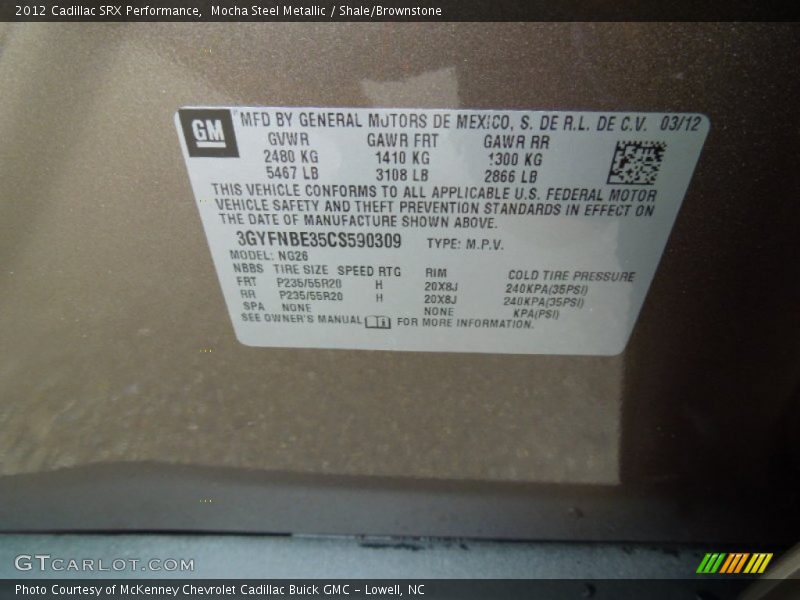 2012 Cadillac SRX Performance, Mocha Steel Metallic / Shale/Brownstone
GM
MFD BY GENERAL MOTORS DE MEXICO, S. DE R.L. DE C.V. 03/12
GVWR GAWR FRT GAWR RR
2480 KG 1410 KG 1300 KG
5467 LB 3108 LB 2866 LB
THIS VEHICLE CONFORMS TO ALL APPLICABLE U.S. FEDERAL MOTOR
VEHICLE SAFETY AND THEFT PREVENTION STANDARDS IN EFFECT ON
THE DATE OF MANUFACTURE SHOWN ABOVE.
3GYFNBE35CS590309 TYPE: M.P.V.
MODEL: NG26
NBBS TIRE SIZE SPEED RTG RIM COLD TIRE PRESSURE
FRT P235/55R20 H 20X8J 240KPA(35PSI)
RR P235/55R20 H 20X8J 240KPA(35PSI)
SPA NONE NONE KPA(PSI)
SEE OWNER'S MANUAL FOR MORE INFORMATION.
GTCARLOT.COM
Photo Courtesy of McKenney Chevrolet Cadillac Buick GMC - Lowell, NC